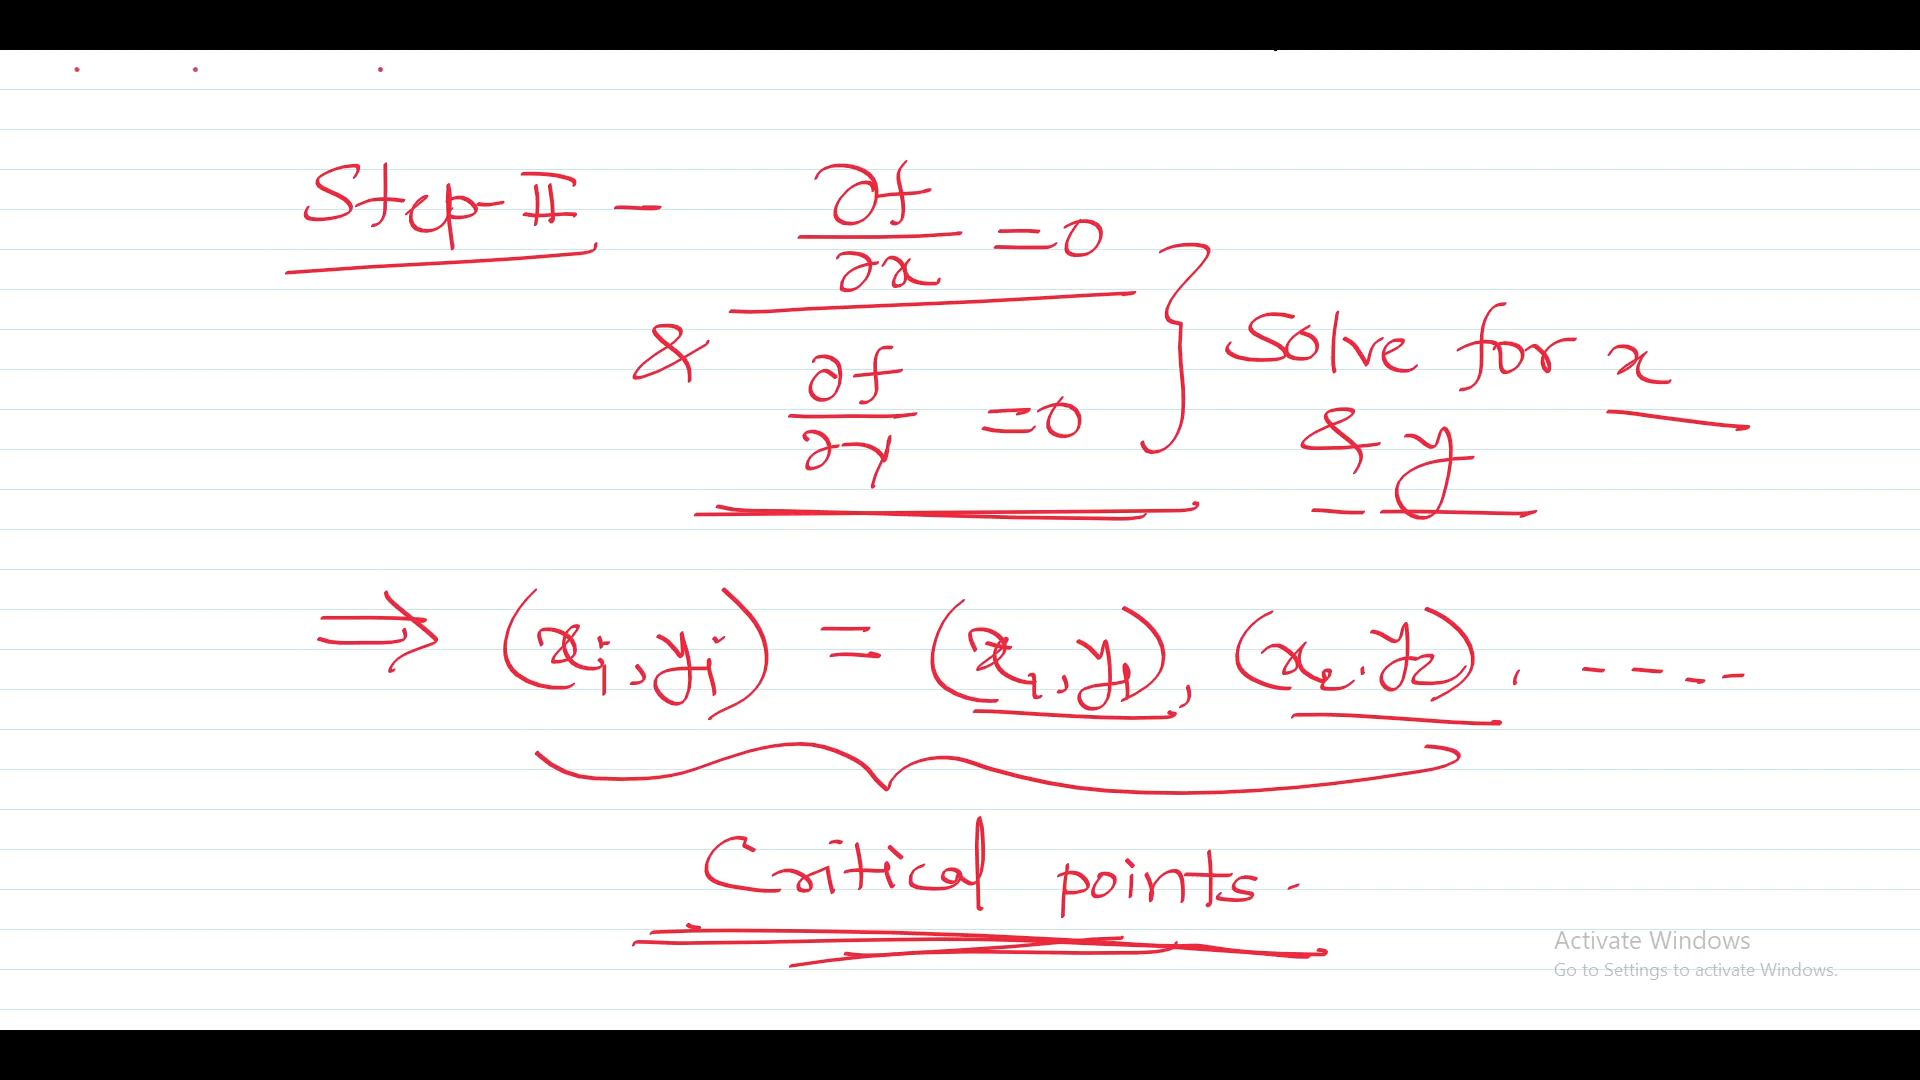 Step-II - ∂f/∂x = 0
& ∂f/∂y = 0 } Solve for x
& y
⇒ (xi, yi) = (x1, y1), (x2, y2), -----
Critical points.
Activate Windows
Go to Settings to activate Windows.